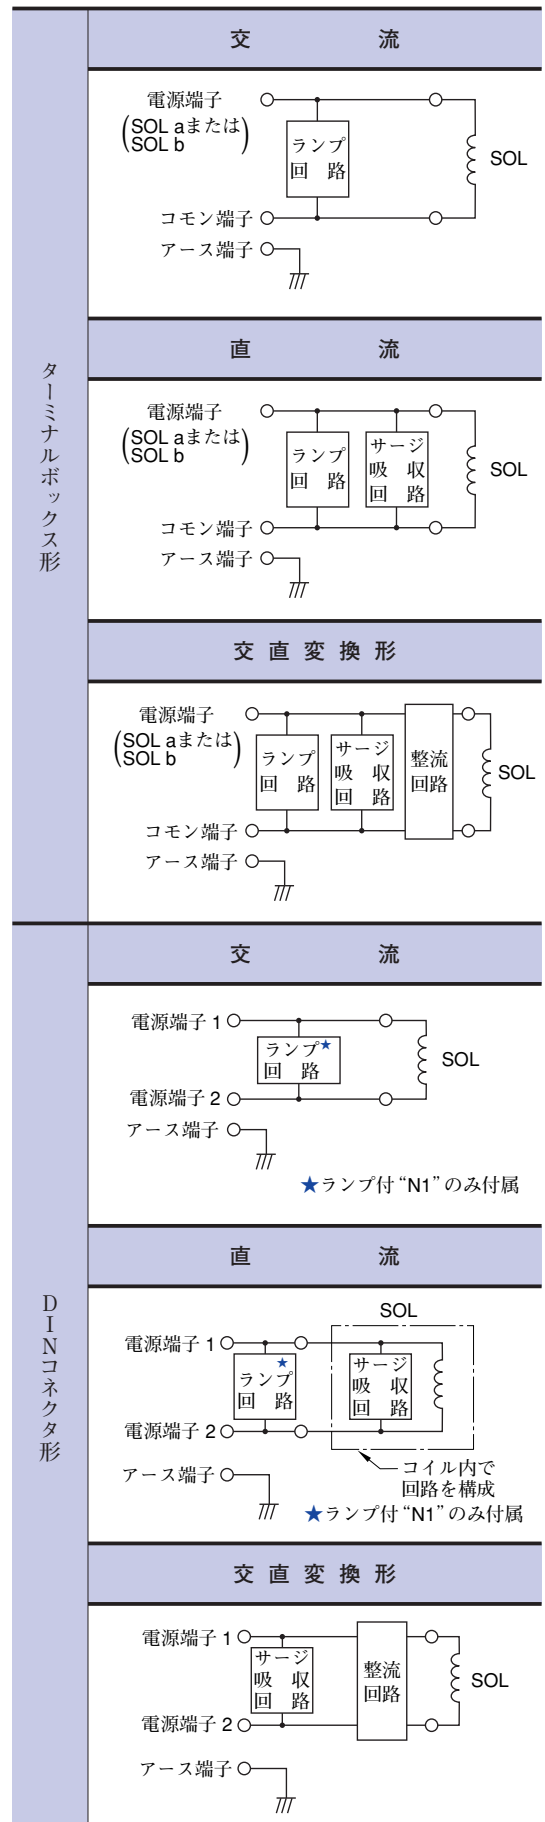 ターミナルボックス形
交流
電源端子
(SOL aまたは
SOL b)
ランプ
回路
SOL
コモン端子
アース端子
直流
電源端子
(SOL aまたは
SOL b)
ランプ
回路
サージ
吸収
回路
SOL
コモン端子
アース端子
交直変換形
電源端子
(SOL aまたは
SOL b)
ランプ
回路
サージ
吸収
回路
整流
回路
SOL
コモン端子
アース端子
DINコネクタ形
交流
電源端子 1
ランプ★
回路
SOL
電源端子 2
アース端子
★ランプ付“N1”のみ付属
直流
SOL
電源端子 1
★
ランプ
回路
サージ
吸収
回路
電源端子 2
アース端子
コイル内で
回路を構成
★ランプ付“N1”のみ付属
交直変換形
電源端子 1
サージ
吸収
回路
整流
回路
SOL
電源端子 2
アース端子